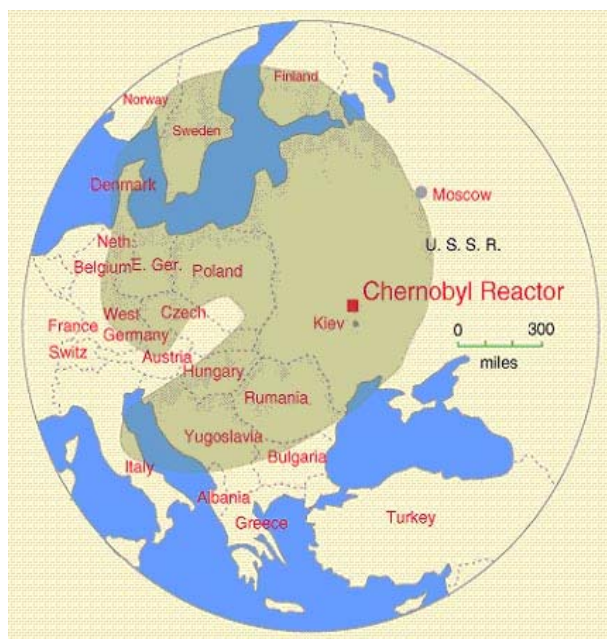 Finland
Norway
Sweden
Denmark
Moscow
Neth.
U. S. S. R.
Belgium
E. Ger.
Poland
Chernobyl Reactor
West
Germany
Czech.
Kiev
0 300
miles
France
Switz
Austria
Hungary
Rumania
Yugoslavia
Bulgaria
Italy
Albania
Greece
Turkey